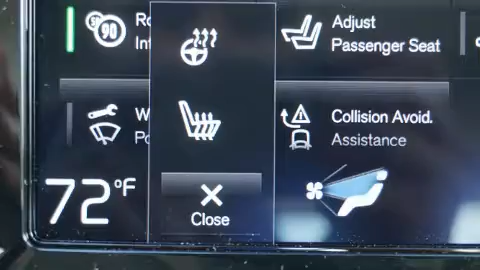 90
Adjust
Passenger Seat
Collision Avoid.
Assistance
72°F
Close